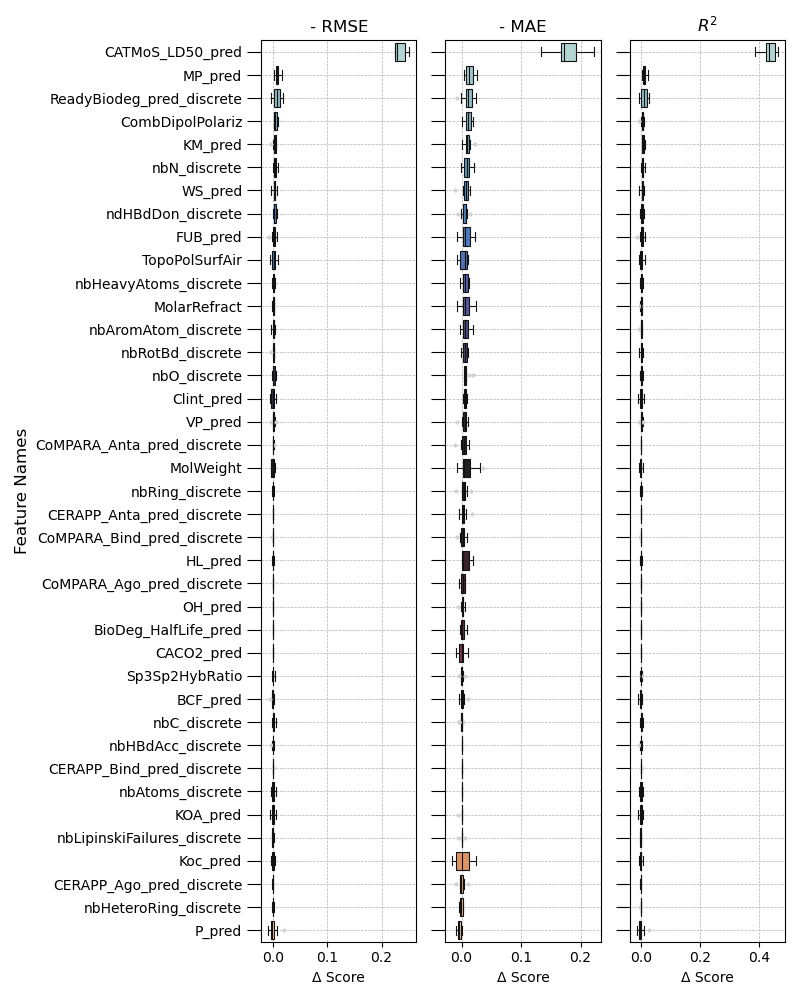 - RMSE
- MAE
R²
Feature Names
CATMoS_LD50_pred
MP_pred
ReadyBiodeg_pred_discrete
CombDipolPolariz
KM_pred
nbN_discrete
WS_pred
ndHBdDon_discrete
FUB_pred
TopoPolSurfAir
nbHeavyAtoms_discrete
MolarRefract
nbAromAtom_discrete
nbRotBd_discrete
nbO_discrete
Clint_pred
VP_pred
CoMPARA_Anta_pred_discrete
MolWeight
nbRing_discrete
CERAPP_Anta_pred_discrete
CoMPARA_Bind_pred_discrete
HL_pred
CoMPARA_Ago_pred_discrete
OH_pred
BioDeg_HalfLife_pred
CACO2_pred
Sp3Sp2HybRatio
BCF_pred
nbC_discrete
nbHBdAcc_discrete
CERAPP_Bind_pred_discrete
nbAtoms_discrete
KOA_pred
nbLipinskiFailures_discrete
Koc_pred
CERAPP_Ago_pred_discrete
nbHeteroRing_discrete
P_pred
0.0 0.1 0.2
0.0 0.1 0.2
0.0 0.2 0.4
Δ Score
Δ Score
Δ Score